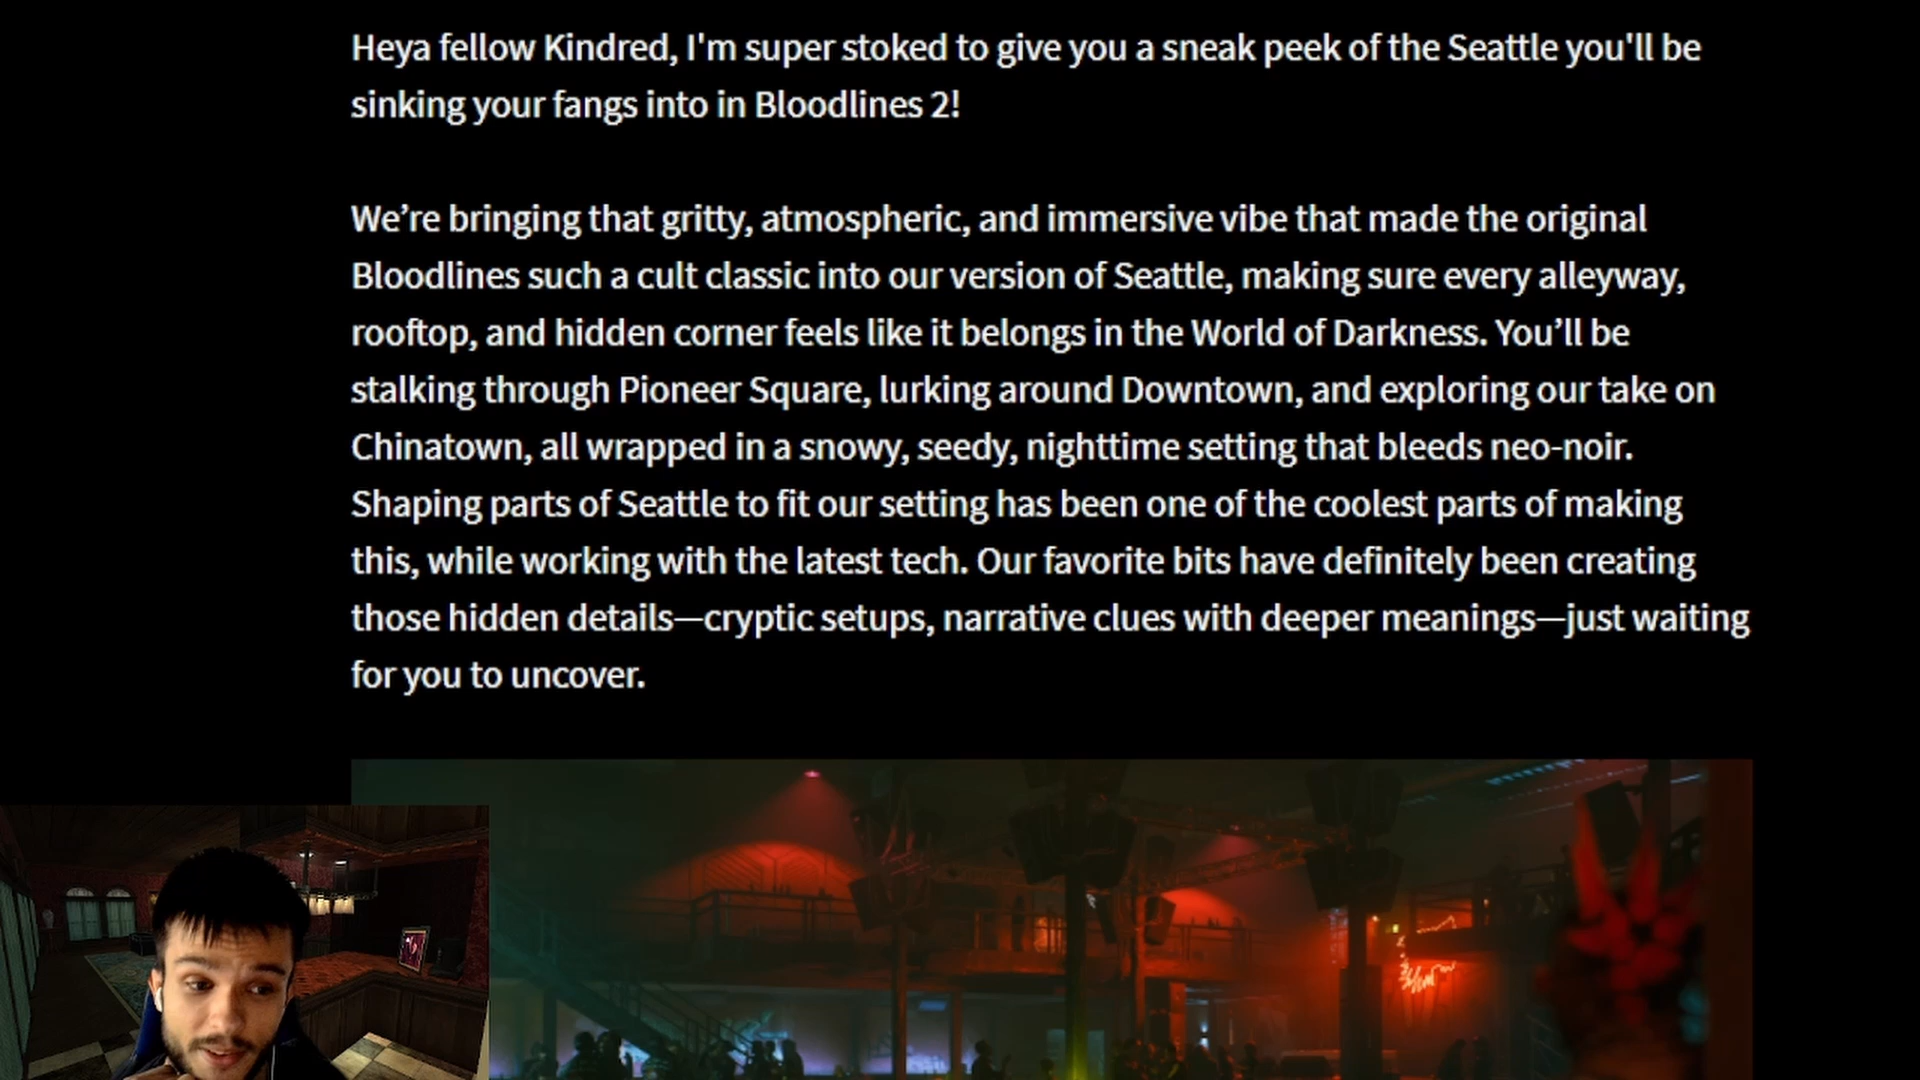 Heya fellow Kindred, I'm super stoked to give you a sneak peek of the Seattle you'll be
sinking your fangs into in Bloodlines 2!
We’re bringing that gritty, atmospheric, and immersive vibe that made the original
Bloodlines such a cult classic into our version of Seattle, making sure every alleyway,
rooftop, and hidden corner feels like it belongs in the World of Darkness. You’ll be
stalking through Pioneer Square, lurking around Downtown, and exploring our take on
Chinatown, all wrapped in a snowy, seedy, nighttime setting that bleeds neo-noir.
Shaping parts of Seattle to fit our setting has been one of the coolest parts of making
this, while working with the latest tech. Our favorite bits have definitely been creating
those hidden details—cryptic setups, narrative clues with deeper meanings—just waiting
for you to uncover.